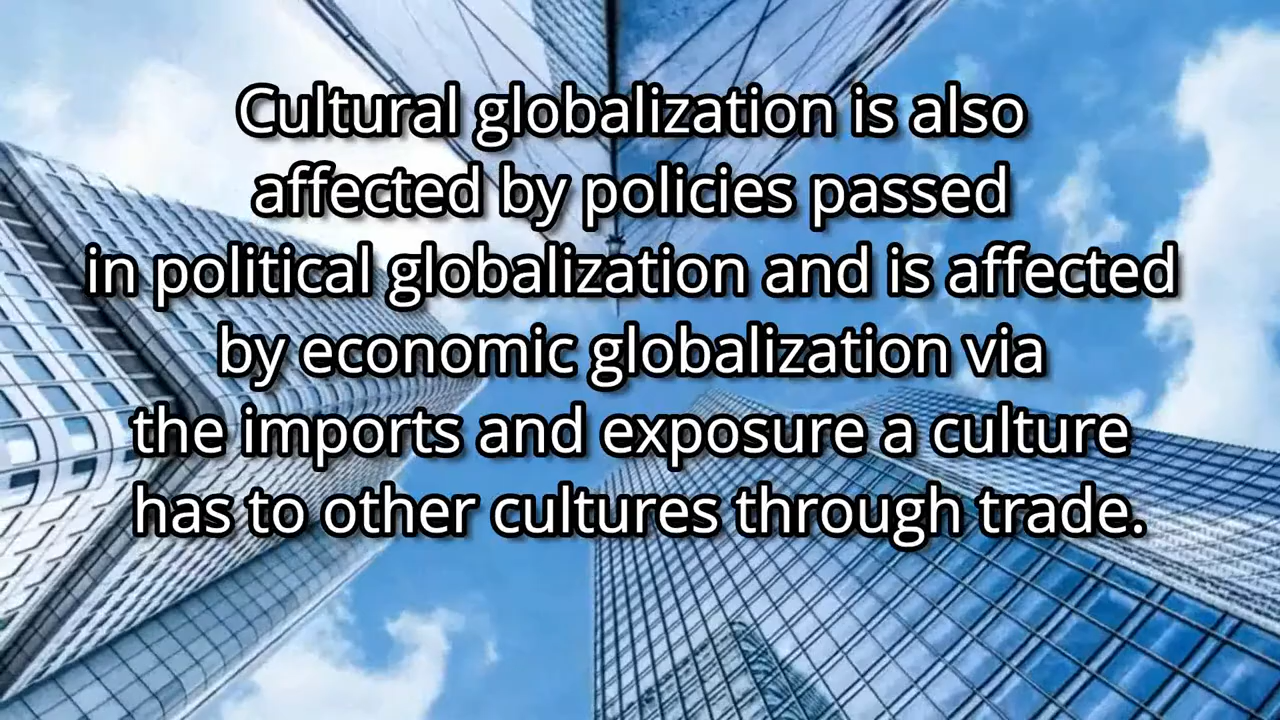 Cultural globalization is also
affected by policies passed
in political globalization and is affected
by economic globalization via
the imports and exposure a culture
has to other cultures through trade.